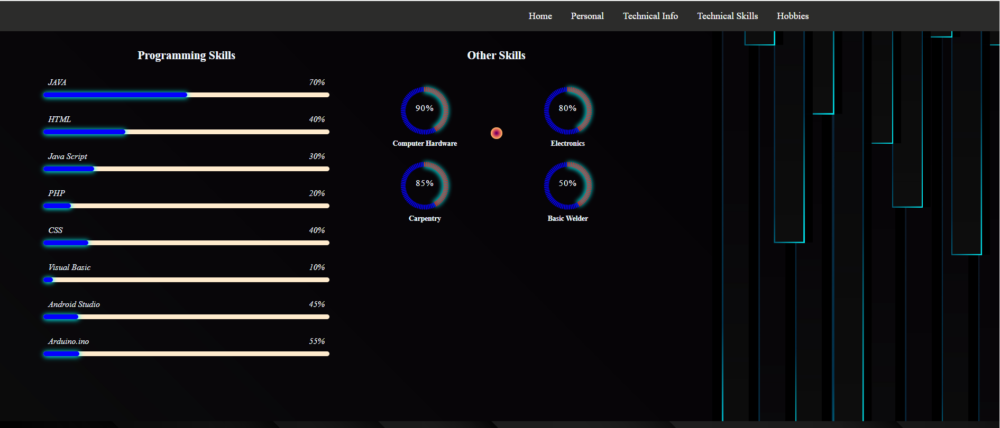 Home Personal Technical Info Technical Skills Hobbies
Programming Skills
JAVA 70%
HTML 40%
Java Script 30%
PHP 20%
CSS 40%
Visual Basic 10%
Android Studio 45%
Arduino.ino 55%
Other Skills
90% 80%
Computer Hardware Electronics
85% 50%
Carpentry Basic Welder